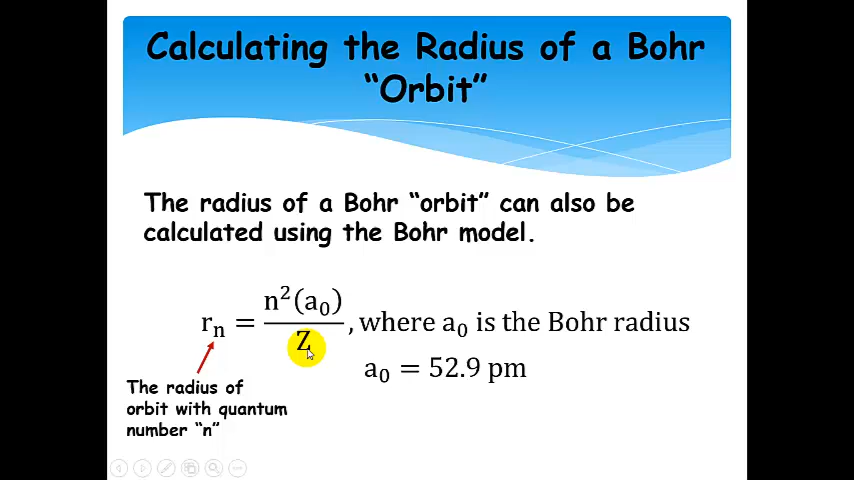 Calculating the Radius of a Bohr
“Orbit”
The radius of a Bohr “orbit” can also be
calculated using the Bohr model.
rₙ = n²(a₀)/Z , where a₀ is the Bohr radius
a₀ = 52.9 pm
The radius of
orbit with quantum
number “n”